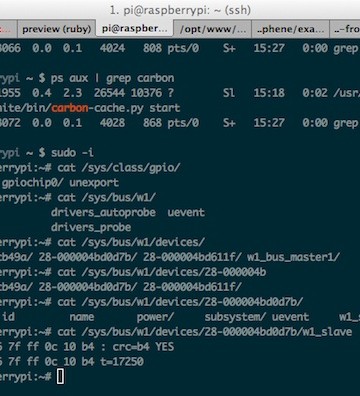 1. pi@raspberrypi: ~ (ssh)
preview (ruby) pi@raspber... /opt/www/... ..phene/exa... ..-fro
8066 0.0 0.1 4024 808 pts/0 S+ 15:27 0:00 grep
rrypi ~ $ ps aux | grep carbon
1955 0.4 2.3 26544 10376 ? Sl 15:18 0:02 /usr/
hite/bin/carbon-cache.py start
8072 0.0 0.1 4028 868 pts/0 S+ 15:27 0:00 grep
rrypi ~ $ sudo -i
errypi:~# cat /sys/class/gpio/
gpiochip0/ unexport
errypi:~# cat /sys/bus/w1/
drivers_autoprobe uevent
drivers_probe
errypi:~# cat /sys/bus/w1/devices/
cb49a/ 28-000004bd0d7b/ 28-000004bd611f/ w1_bus_master1/
errypi:~# cat /sys/bus/w1/devices/28-000004b
cb49a/ 28-000004bd0d7b/ 28-000004bd611f/
errypi:~# cat /sys/bus/w1/devices/28-000004bd0d7b/
id name power/ subsystem/ uevent w1_s
errypi:~# cat /sys/bus/w1/devices/28-000004bd0d7b/w1_slave
6 7f ff 0c 10 b4 : crc=b4 YES
6 7f ff 0c 10 b4 t=17250
errypi:~#